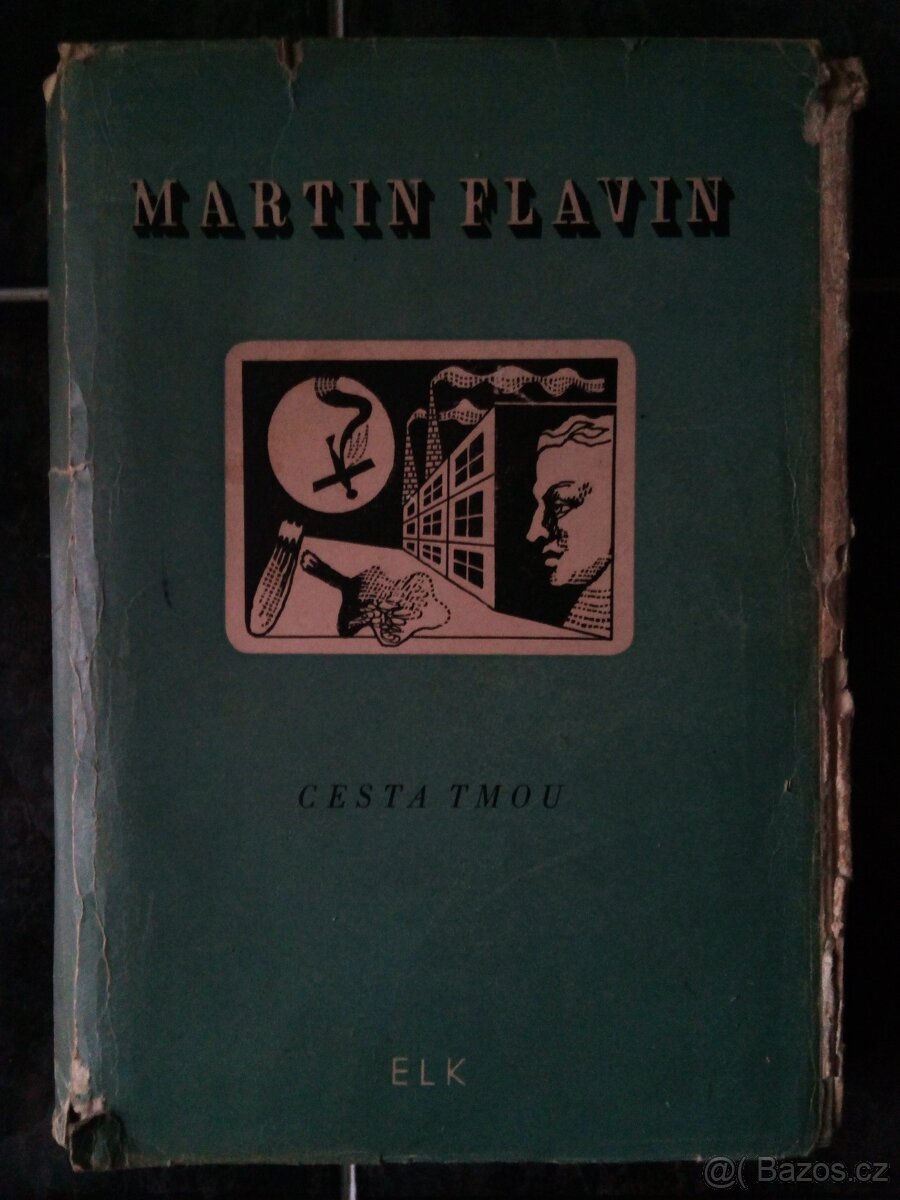 MARTIN FLAVIN
CESTA TMOU
ELK
@( Bazos.cz